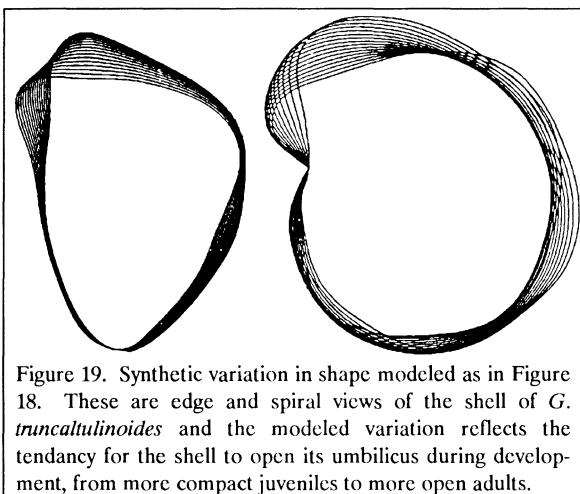 Figure 19. Synthetic variation in shape modeled as in Figure
18. These are edge and spiral views of the shell of G.
truncaltulinoides and the modeled variation reflects the
tendency for the shell to open its umbilicus during develop-
ment, from more compact juveniles to more open adults.